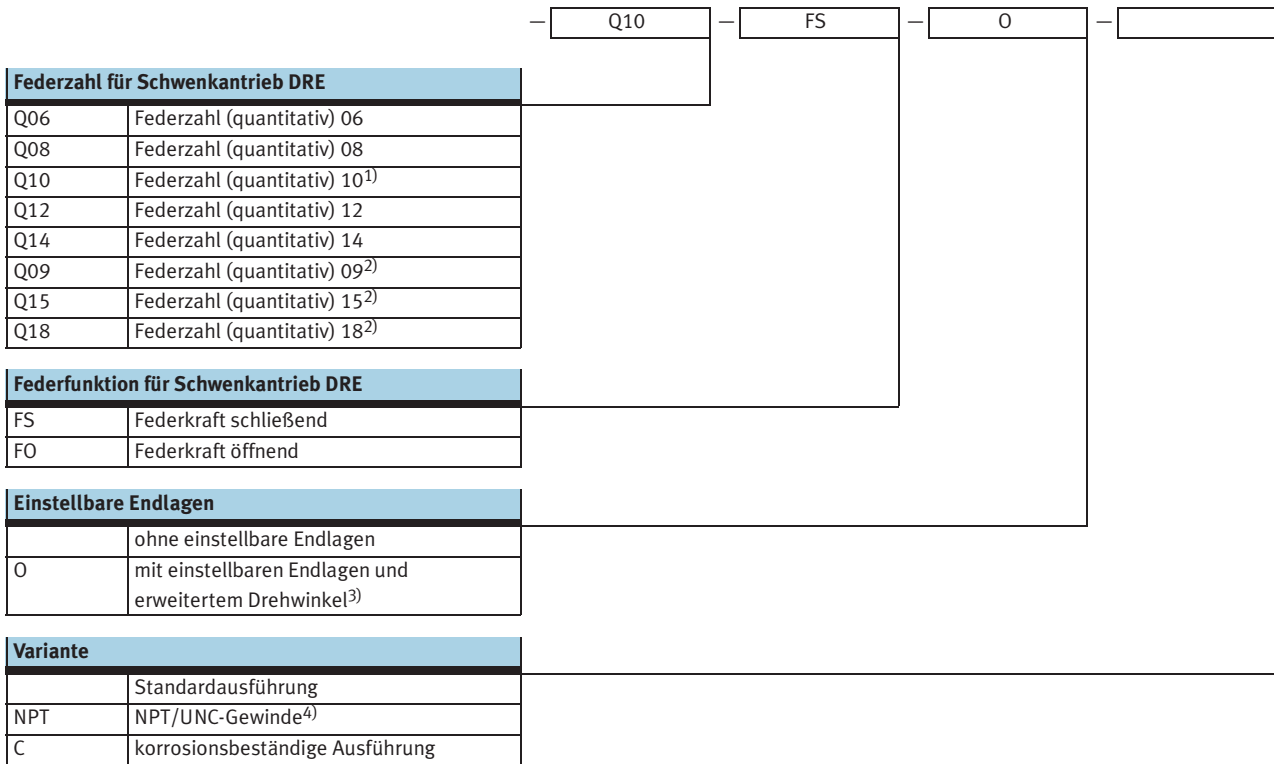 — Q10 — FS — O —
Federzahl für Schwenkantrieb DRE
Q06 Federzahl (quantitativ) 06
Q08 Federzahl (quantitativ) 08
Q10 Federzahl (quantitativ) 10¹⁾
Q12 Federzahl (quantitativ) 12
Q14 Federzahl (quantitativ) 14
Q09 Federzahl (quantitativ) 09²⁾
Q15 Federzahl (quantitativ) 15²⁾
Q18 Federzahl (quantitativ) 18²⁾
Federfunktion für Schwenkantrieb DRE
FS Federkraft schließend
FO Federkraft öffnend
Einstellbare Endlagen
ohne einstellbare Endlagen
O mit einstellbaren Endlagen und
erweitertem Drehwinkel³⁾
Variante
Standardausführung
NPT NPT/UNC-Gewinde⁴⁾
C korrosionsbeständige Ausführung